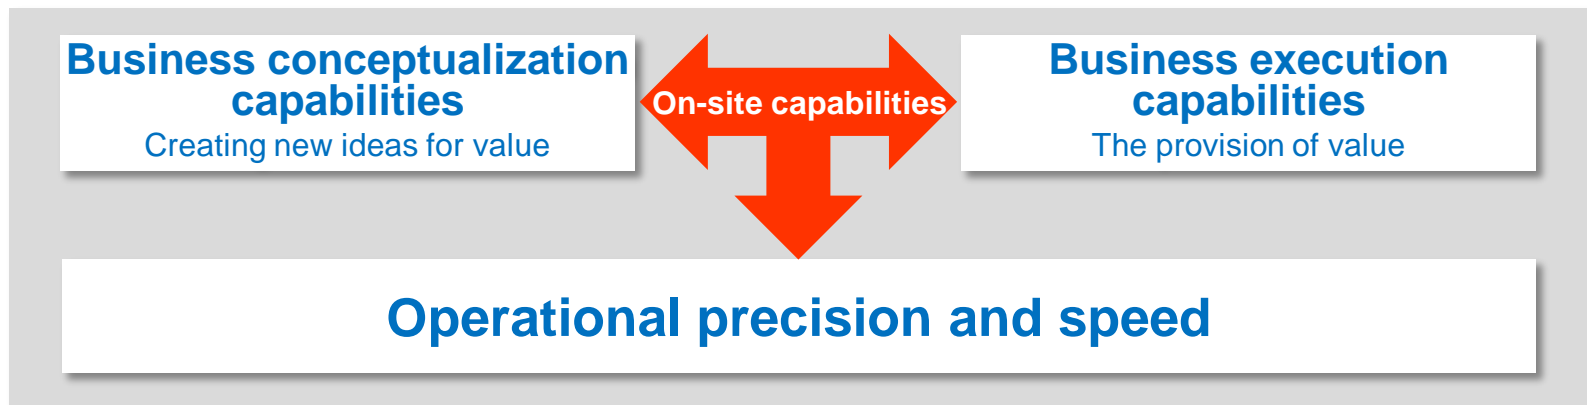 Business conceptualization
capabilities
Creating new ideas for value
On-site capabilities
Business execution
capabilities
The provision of value
Operational precision and speed